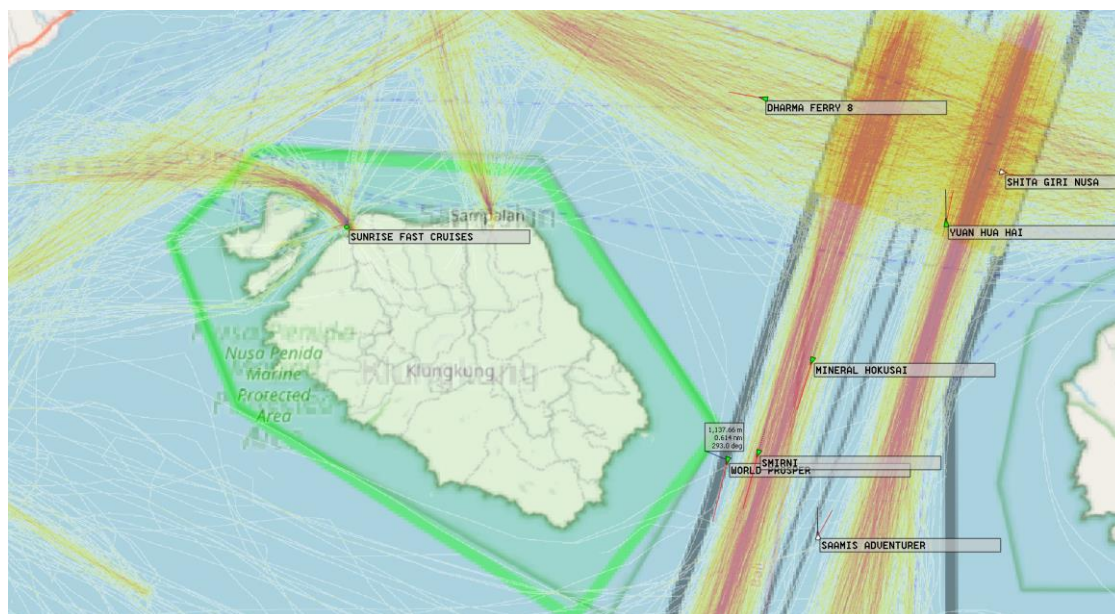 DHARMA FERRY 8
SHITA GIRI NUSA
Sampalan
YUAN HUA HAI
SUNRISE FAST CRUISES
Nusa Penida
Marine
Protected
Area
Klungkung
MINERAL HOKUSAI
1,137.66 m
0.614 nm
293.0 deg
SMIRNI
WORLD PROSPER
SAAMIS ADVENTURER